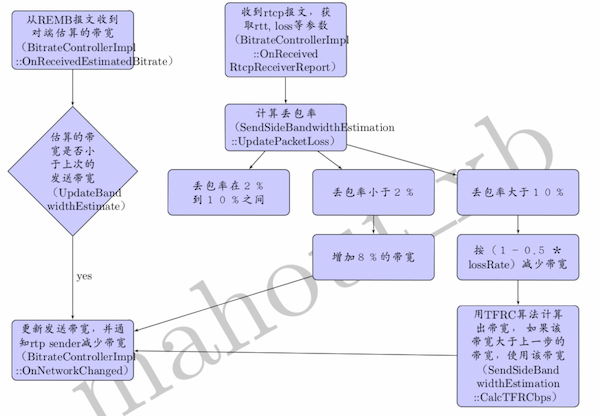 从REMB报文收到
对端估算的带宽
(BitrateControllerImpl
::OnReceivedEstimatedBitrate)
收到rtcp报文，获
取rtt, loss等参数
(BitrateControllerImpl
::OnReceived
RtcpReceiverReport)
估算的带
宽是否小
于上次的
发送带宽
(UpdateBand
widthEstimate)
计算丢包率
(SendSideBandwidthEstimation
::UpdatePacketLoss)
丢包率在２％
到１０％之间
丢包率小于２％
丢包率大于１０％
增加８％的带宽
按（１－０.５＊
lossRate）减少带宽
yes
更新发送带宽，并通
知rtp sender减少带宽
(BitrateControllerImpl
::OnNetworkChanged)
用TFRC算法计算
出带宽，如果该
带宽大于上一步的
带宽，使用该带宽
(SendSideBand
widthEstimation
::CalcTFRCbps)
mahout_xb